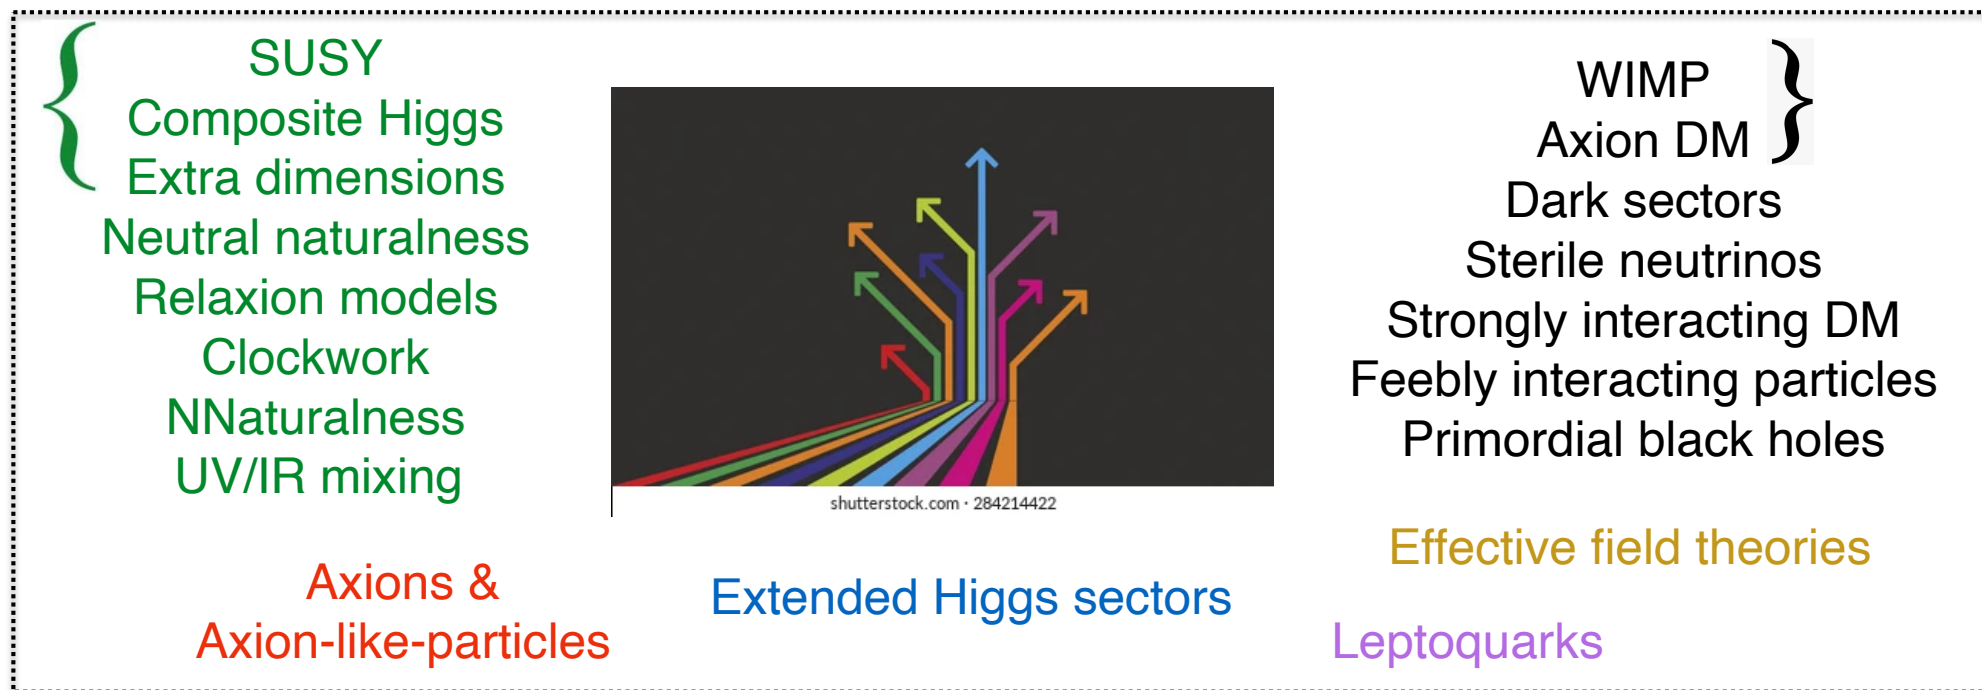 SUSY
Composite Higgs
Extra dimensions
Neutral naturalness
Relaxion models
Clockwork
NNaturalness
UV/IR mixing
Axions &
Axion-like-particles
shutterstock.com · 284214422
Extended Higgs sectors
WIMP
Axion DM
Dark sectors
Sterile neutrinos
Strongly interacting DM
Feebly interacting particles
Primordial black holes
Effective field theories
Leptoquarks